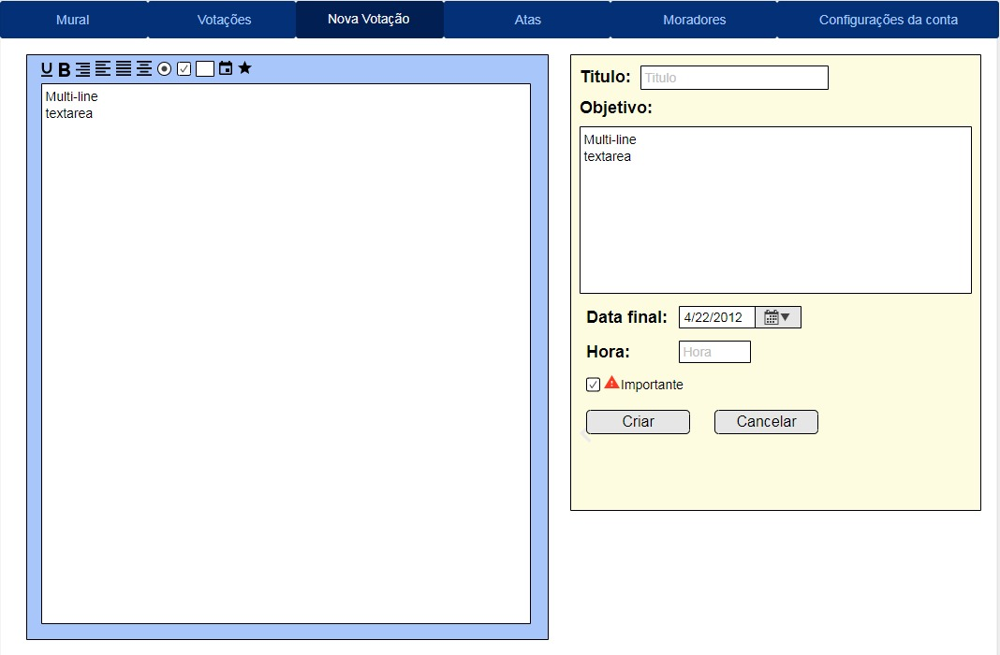 Mural
Votações
Nova Votação
Atas
Moradores
Configurações da conta
U B
Multi-line
textarea
Titulo: Titulo
Objetivo:
Multi-line
textarea
Data final: 4/22/2012
Hora: Hora
Importante
Criar
Cancelar